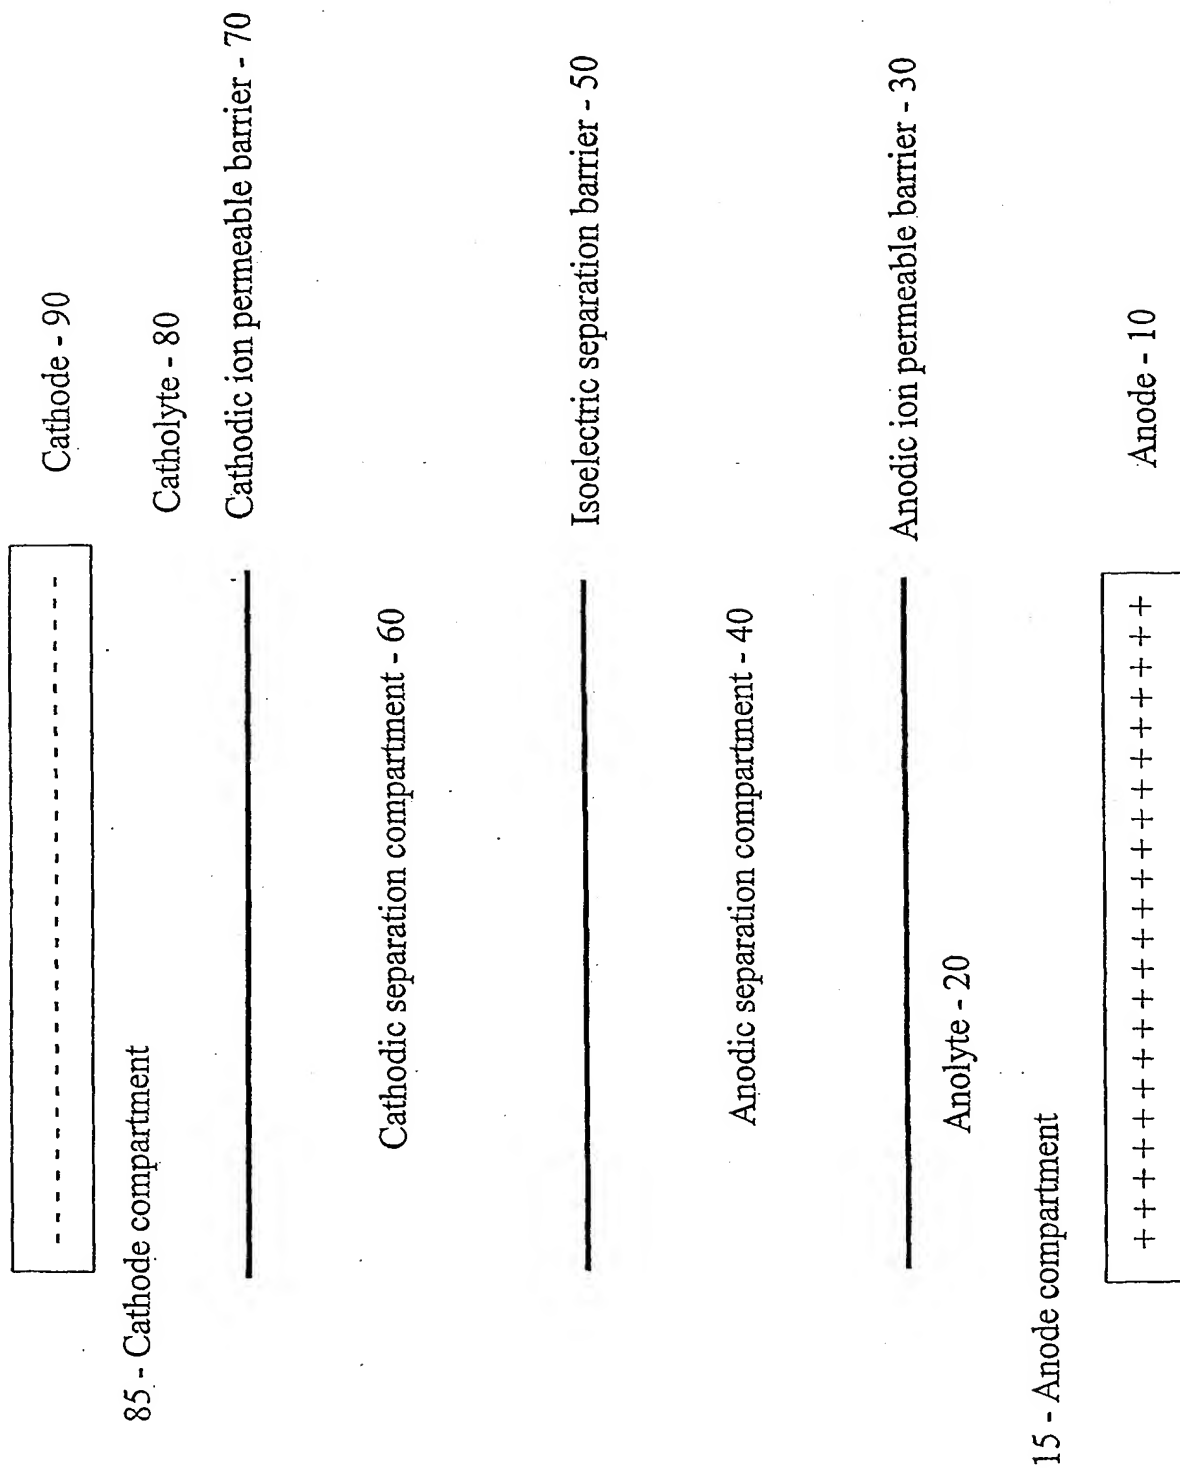 Cathode - 90
Catholyte - 80
Cathodic ion permeable barrier - 70
85 - Cathode compartment
Cathodic separation compartment - 60
Isoelectric separation barrier - 50
Anodic separation compartment - 40
Anodic ion permeable barrier - 30
Anolyte - 20
15 - Anode compartment
Anode - 10
- - - - - - - - - - - - - - - - - - - - - - - - - - -
+ + + + + + + + + + + + + + + + + + + + + +